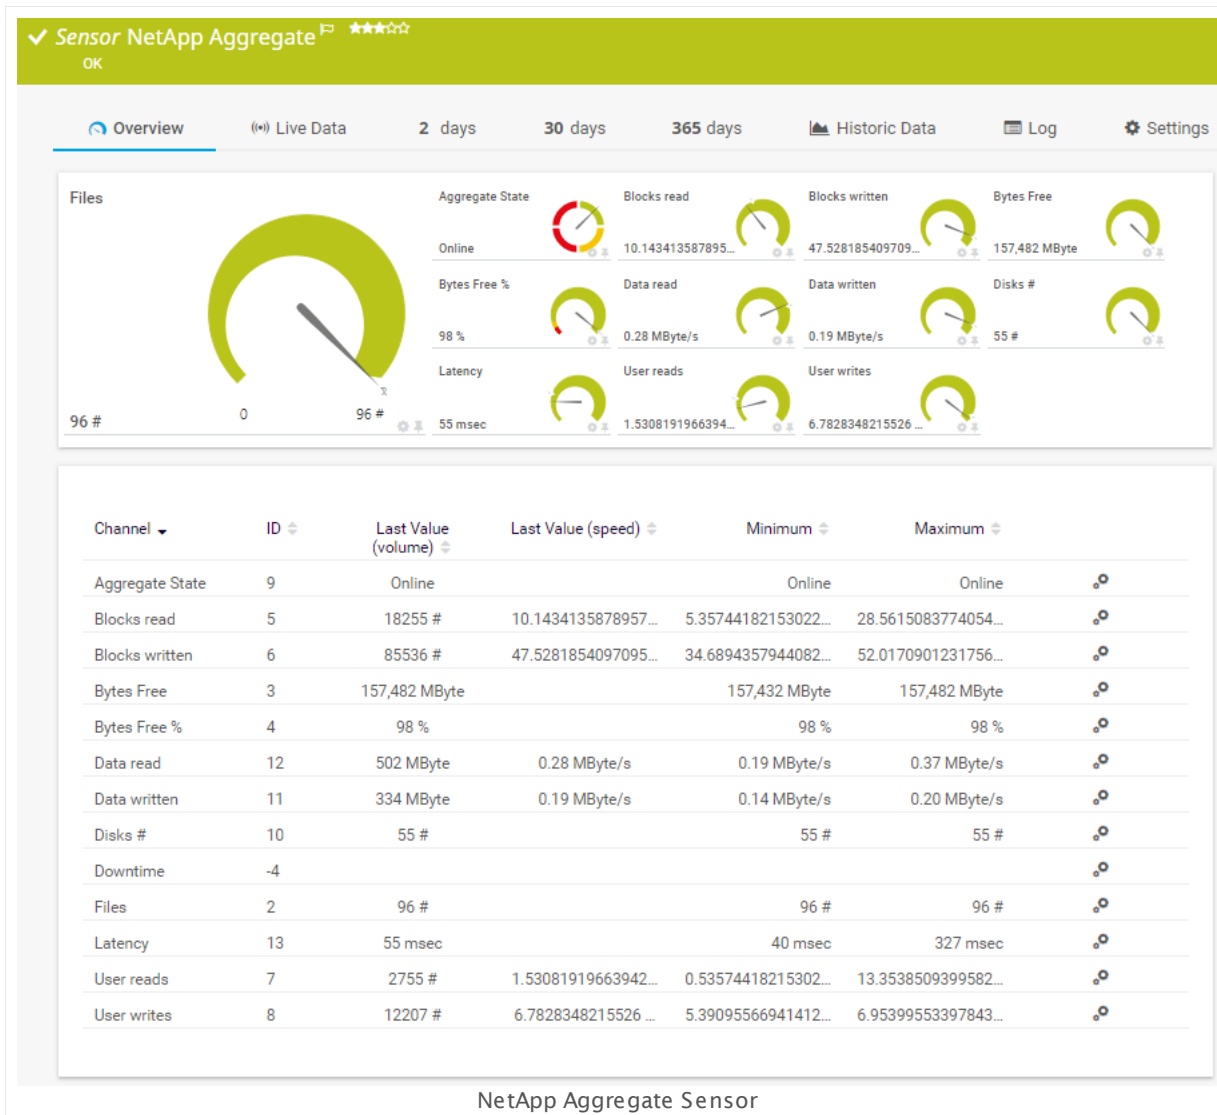 Sensor NetApp Aggregate
OK
Overview Live Data 2 days 30 days 365 days Historic Data Log Settings
Files
96 #
0
96 #
Aggregate State
Online
Blocks read
10.143413587895...
Blocks written
47.528185409709...
Bytes Free
157,482 MByte
Bytes Free %
98 %
Data read
0.28 MByte/s
Data written
0.19 MByte/s
Disks #
55 #
Latency
55 msec
User reads
1.5308191966394...
User writes
6.7828348215526 ...
Channel ID Last Value (speed) Minimum Maximum
Last Value
(volume)
Aggregate State 9 Online Online Online
Blocks read 5 18255 # 10.1434135878957... 5.35744182153022... 28.5615083774054...
Blocks written 6 85536 # 47.5281854097095... 34.6894357944082... 52.0170901231756...
Bytes Free 3 157,482 MByte 157,432 MByte 157,482 MByte
Bytes Free % 4 98 % 98 % 98 %
Data read 12 502 MByte 0.28 MByte/s 0.19 MByte/s 0.37 MByte/s
Data written 11 334 MByte 0.19 MByte/s 0.14 MByte/s 0.20 MByte/s
Disks # 10 55 # 55 # 55 #
Downtime -4
Files 2 96 # 96 # 96 #
Latency 13 55 msec 40 msec 327 msec
User reads 7 2755 # 1.53081919663942... 0.53574418215302... 13.3538509399582...
User writes 8 12207 # 6.7828348215526 ... 5.39095566941412... 6.95399553397843...
NetApp Aggregate Sensor